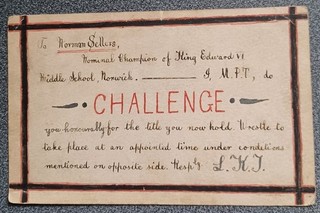 To Norman Sellers,
Nominal Champion of King Edward VI
Middle School, Norwich. I, M.P.T., do
CHALLENGE
you honourably for the title you now hold. Wrestle to
take place at an appointed time under conditions
mentioned on opposite side. Resp'y L.K.T.